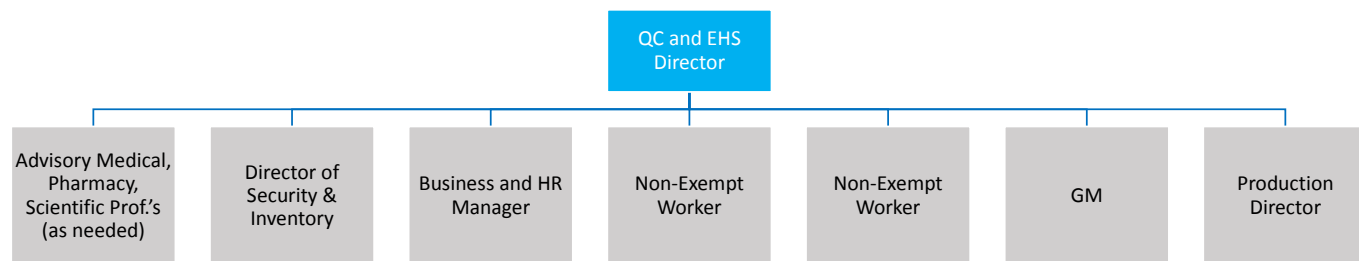 QC and EHS
Director
Advisory Medical,
Pharmacy,
Scientific Prof.'s
(as needed)
Director of
Security &
Inventory
Business and HR
Manager
Non-Exempt
Worker
Non-Exempt
Worker
GM
Production
Director